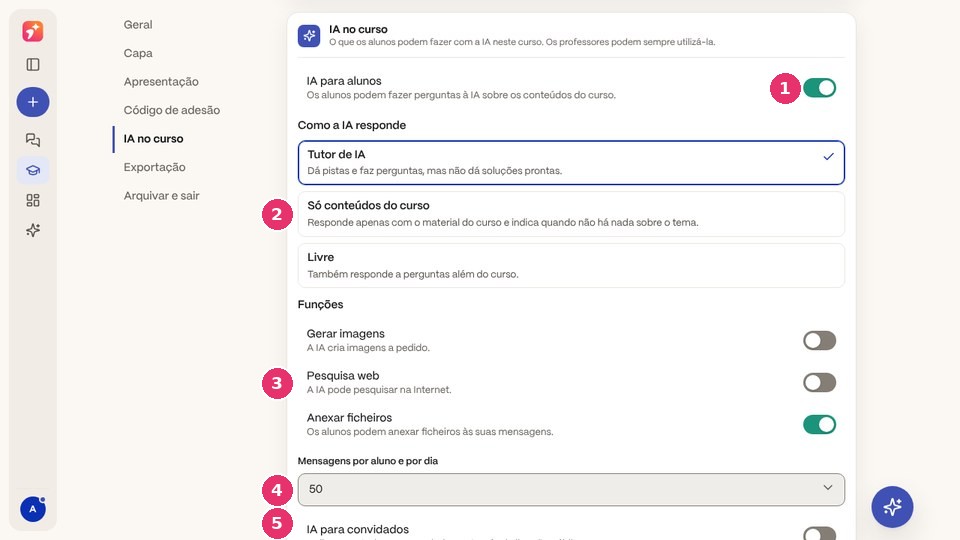 Geral
Capa
Apresentação
Código de adesão
IA no curso
Exportação
Arquivar e sair
A
IA no curso
O que os alunos podem fazer com a IA neste curso. Os professores podem sempre utilizá-la.
IA para alunos
Os alunos podem fazer perguntas à IA sobre os conteúdos do curso.
1
Como a IA responde
Tutor de IA
Dá pistas e faz perguntas, mas não dá soluções prontas.
2
Só conteúdos do curso
Responde apenas com o material do curso e indica quando não há nada sobre o tema.
Livre
Também responde a perguntas além do curso.
Funções
Gerar imagens
A IA cria imagens a pedido.
3
Pesquisa web
A IA pode pesquisar na Internet.
Anexar ficheiros
Os alunos podem anexar ficheiros às suas mensagens.
Mensagens por aluno e por dia
4
50
5
IA para convidados